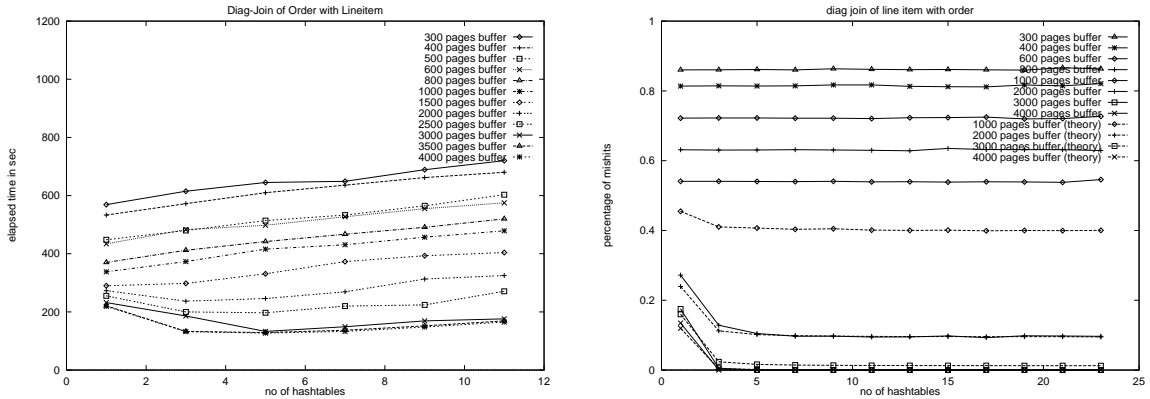 Diag-Join of Order with Lineitem
1200
1000
800
600
400
200
0
0
2
4
6
8
10
12
elapsed time in sec
no of hashtables
300 pages buffer
400 pages buffer
500 pages buffer
600 pages buffer
800 pages buffer
1000 pages buffer
1500 pages buffer
2000 pages buffer
2500 pages buffer
3000 pages buffer
3500 pages buffer
4000 pages buffer
diag join of line item with order
1
0.8
0.6
0.4
0.2
0
0
5
10
15
20
25
percentage of mishits
no of hashtables
300 pages buffer
400 pages buffer
600 pages buffer
800 pages buffer
1000 pages buffer
2000 pages buffer
3000 pages buffer
4000 pages buffer
1000 pages buffer (theory)
2000 pages buffer (theory)
3000 pages buffer (theory)
4000 pages buffer (theory)